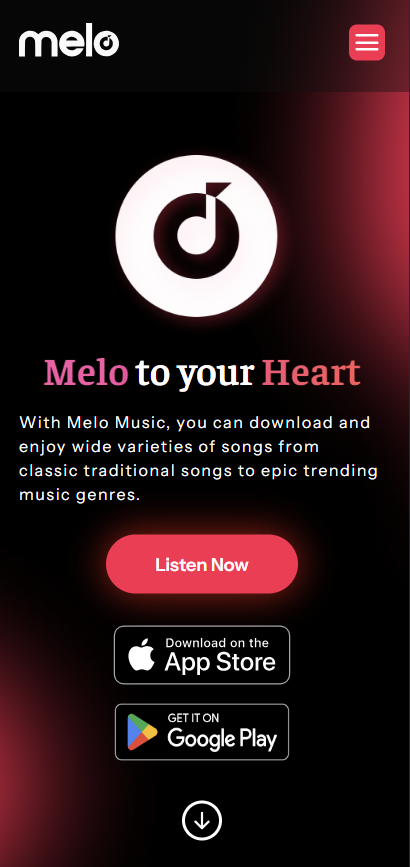 melo
Melo to your Heart
With Melo Music, you can download and
enjoy wide varieties of songs from
classic traditional songs to epic trending
music genres.
Listen Now
Download on the
App Store
GET IT ON
Google Play